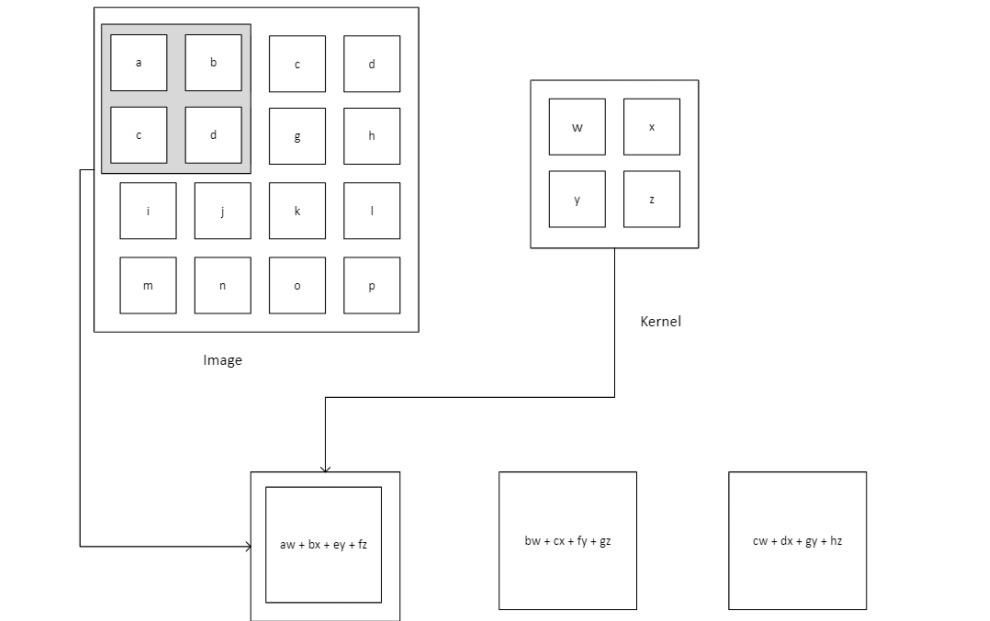 a b c d
c d g h
i j k l
m n o p
Image
w x
y z
Kernel
aw + bx + ey + fz
bw + cx + fy + gz
cw + dx + gy + hz